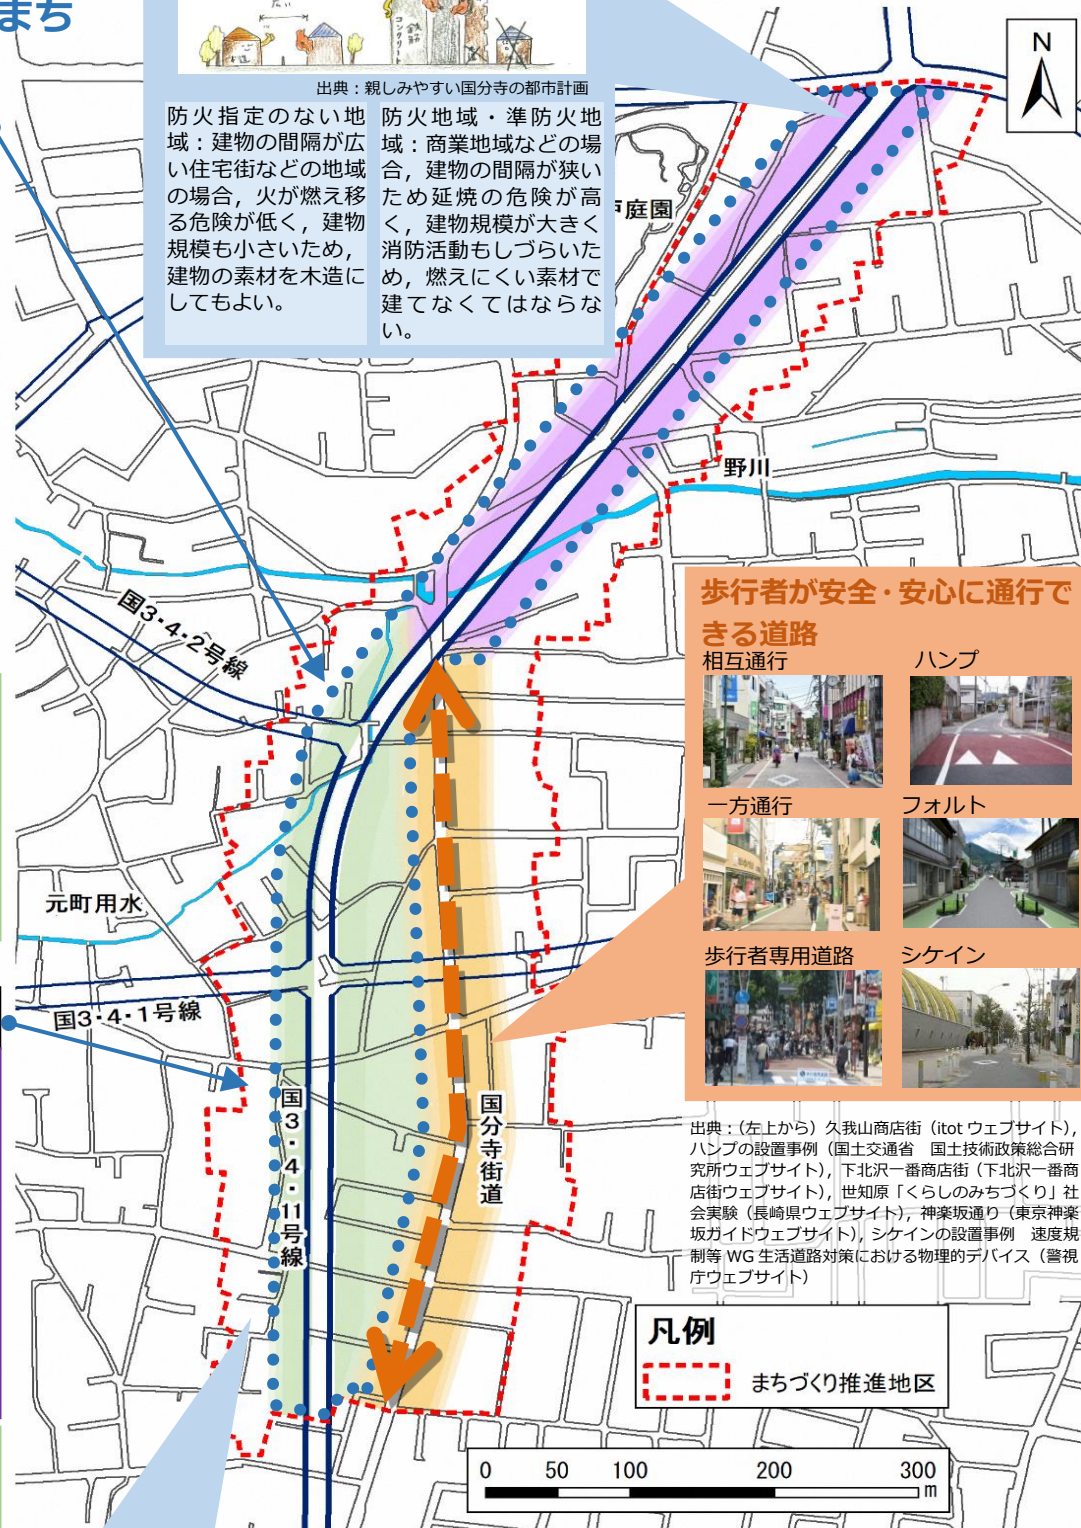 まち
広い
コンクリート
出典：親しみやすい国分寺の都市計画
防火指定のない地
域：建物の間隔が広
い住宅街などの地域
の場合，火が燃え移
る危険が低く，建物
規模も小さいため，
建物の素材を木造に
してもよい。
防火地域・準防火地
域：商業地域などの場
合，建物の間隔が狭い
ため延焼の危険が高
く，建物規模が大きく
消防活動もしづらいた
め，燃えにくい素材で
建てなくてはならな
い。
N
戸庭園
野川
国3・4・2号線
元町用水
国3・4・1号線
国3・4・11号線
国分寺街道
歩行者が安全・安心に通行で
きる道路
相互通行
ハンプ
一方通行
フォルト
歩行者専用道路
シケイン
出典：（左上から）久我山商店街（itot ウェブサイト），
ハンプの設置事例（国土交通省　国土技術政策総合研
究所ウェブサイト），下北沢一番商店街（下北沢一番商
店街ウェブサイト），世知原「くらしのみちづくり」社
会実験（長崎県ウェブサイト），神楽坂通り（東京神楽
坂ガイドウェブサイト），シケインの設置事例　速度規
制等 WG 生活道路対策における物理的デバイス（警視
庁ウェブサイト）
凡例
まちづくり推進地区
0 50 100 200 300
m